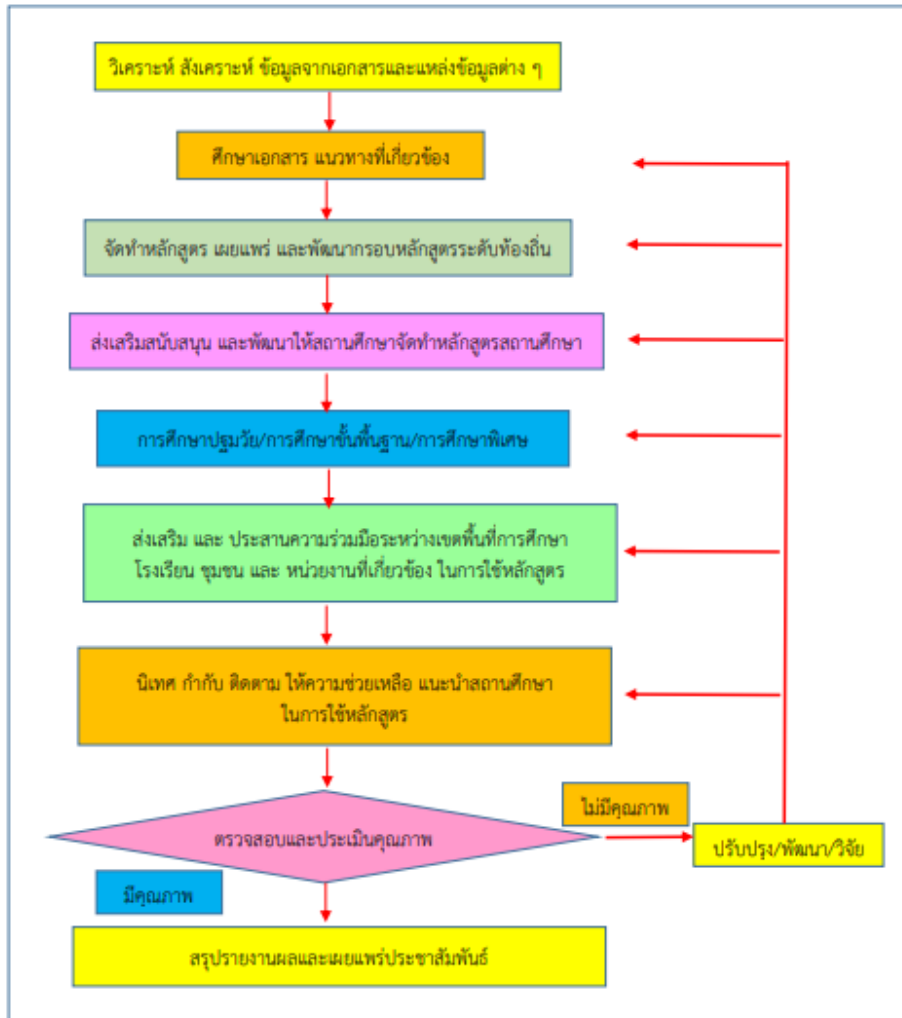 วิเคราะห์ สังเคราะห์ ข้อมูลจากเอกสารและแหล่งข้อมูลต่าง ๆ
ศึกษาเอกสาร แนวทางที่เกี่ยวข้อง
จัดทำหลักสูตร เผยแพร่ และพัฒนากรอบหลักสูตรระดับท้องถิ่น
ส่งเสริมสนับสนุน และพัฒนาให้สถานศึกษาจัดทำหลักสูตรสถานศึกษา
การศึกษาปฐมวัย/การศึกษาขั้นพื้นฐาน/การศึกษาพิเศษ
ส่งเสริม และ ประสานความร่วมมือระหว่างเขตพื้นที่การศึกษา
โรงเรียน ชุมชน และ หน่วยงานที่เกี่ยวข้อง ในการใช้หลักสูตร
นิเทศ กำกับ ติดตาม ให้ความช่วยเหลือ แนะนำสถานศึกษา
ในการใช้หลักสูตร
ไม่มีคุณภาพ
ตรวจสอบและประเมินคุณภาพ
ปรับปรุง/พัฒนา/วิจัย
มีคุณภาพ
สรุปรายงานผลและเผยแพร่ประชาสัมพันธ์